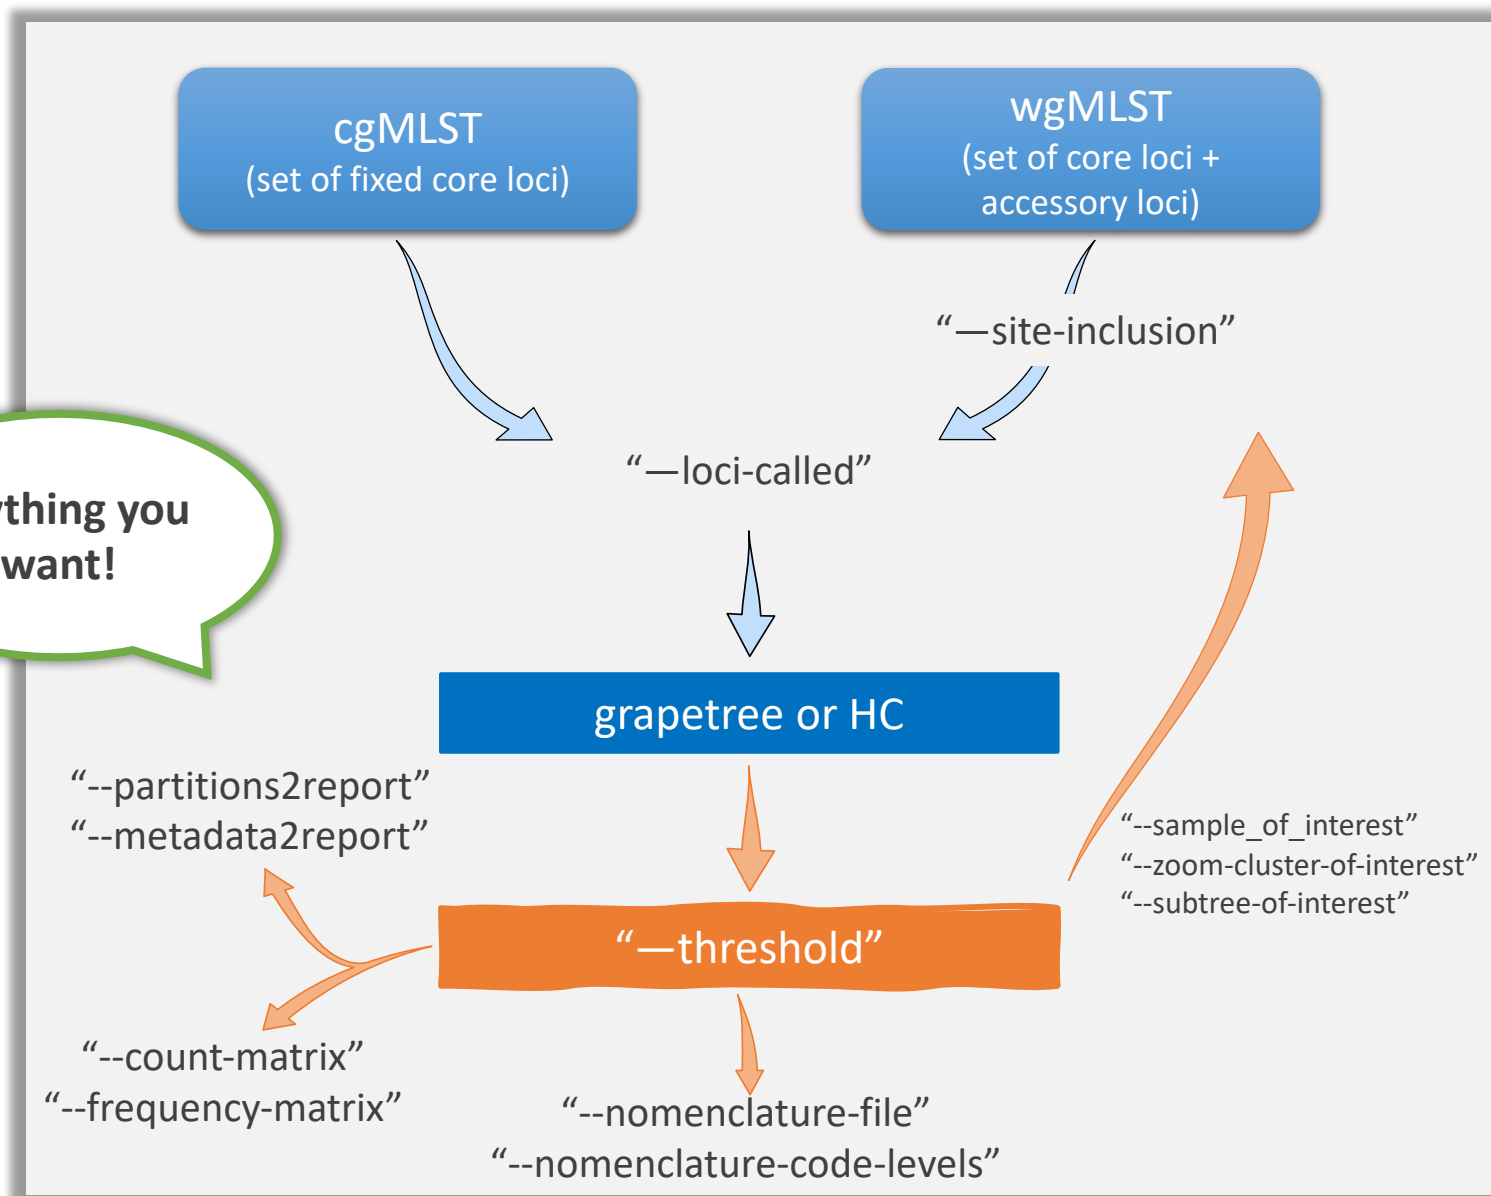 cgMLST
(set of fixed core loci)
wgMLST
(set of core loci +
accessory loci)
“—site-inclusion”
“—loci-called”
you
want!
grapetree or HC
“--partitions2report”
“--metadata2report”
“--sample_of_interest”
“--zoom-cluster-of-interest”
“--subtree-of-interest”
“—threshold”
“--count-matrix”
“--frequency-matrix”
“--nomenclature-file”
“--nomenclature-code-levels”